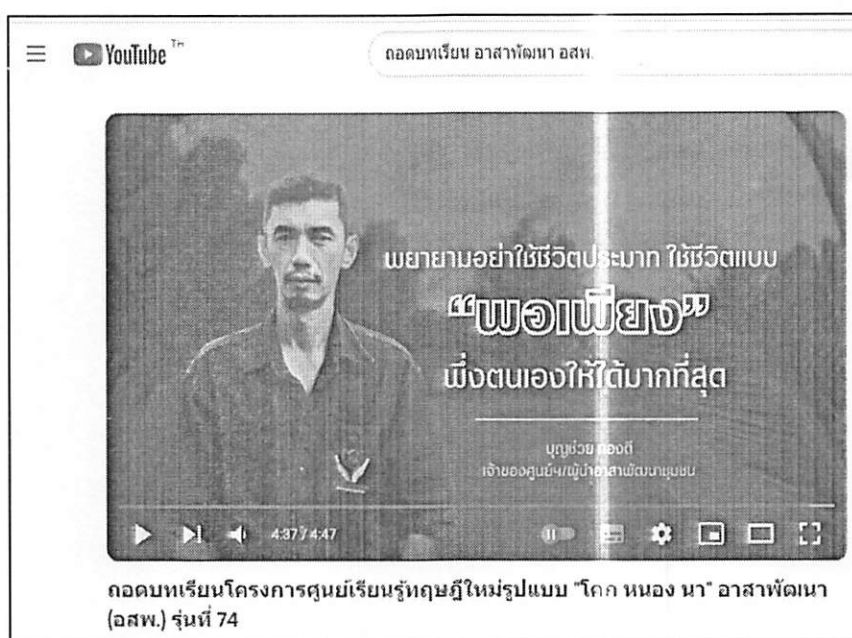 YouTube TH
ถอดบทเรียน อาสาพัฒนา อสพ.
พยายามอย่าใช้ชีวิตประมาท ใช้ชีวิตแบบ
“พอเพียง”
พึ่งตนเองให้ได้มากที่สุด
บุญช่วย ทองดี
เจ้าของศูนย์ฯ/ผู้นำอาสาพัฒนาชุมชน
4:37 / 4:47
ถอดบทเรียนโครงการศูนย์เรียนรู้ทฤษฎีใหม่รูปแบบ "โคก หนอง นา" อาสาพัฒนา
(อสพ.) รุ่นที่ 74